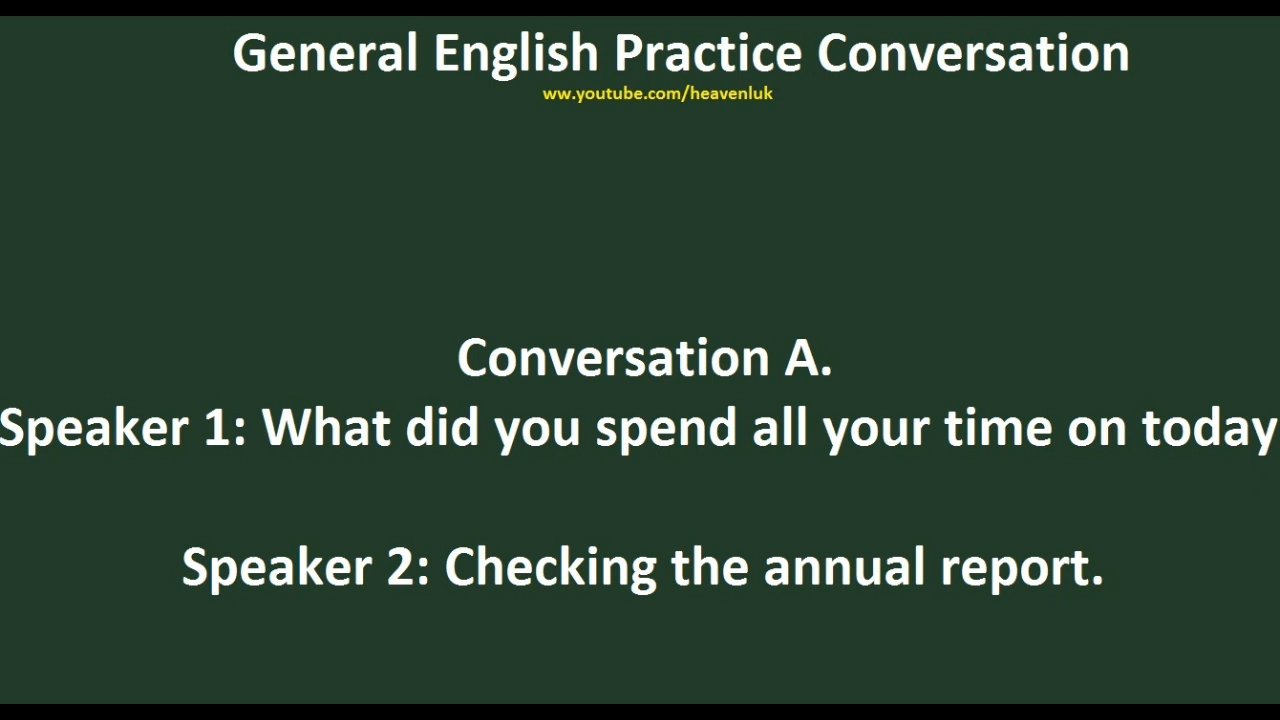 General English Practice Conversation
ww.youtube.com/heavenluk
Conversation A.
Speaker 1: What did you spend all your time on today
Speaker 2: Checking the annual report.